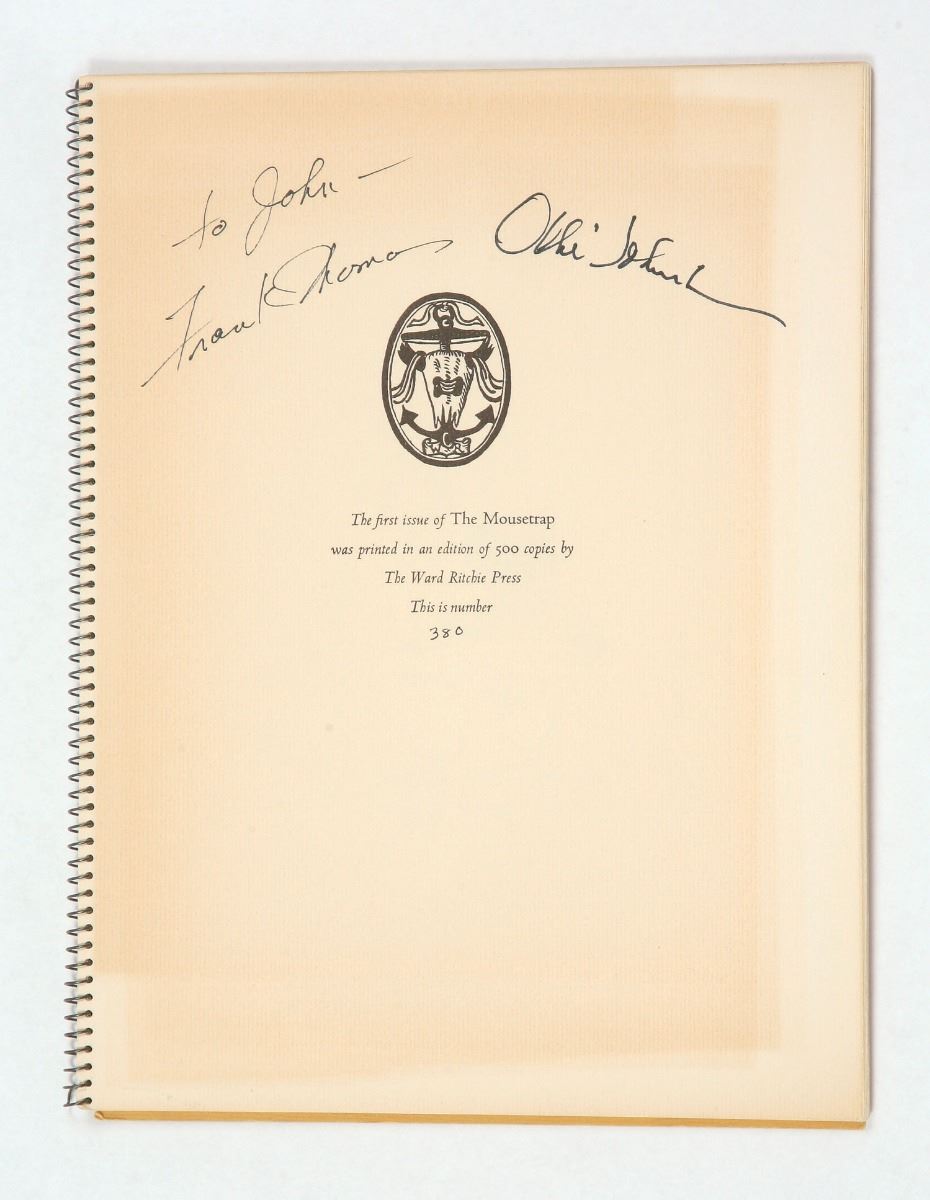 to John –
Frank Thomas
Ollie Johnston
The first issue of The Mousetrap
was printed in an edition of 500 copies by
The Ward Ritchie Press
This is number
380